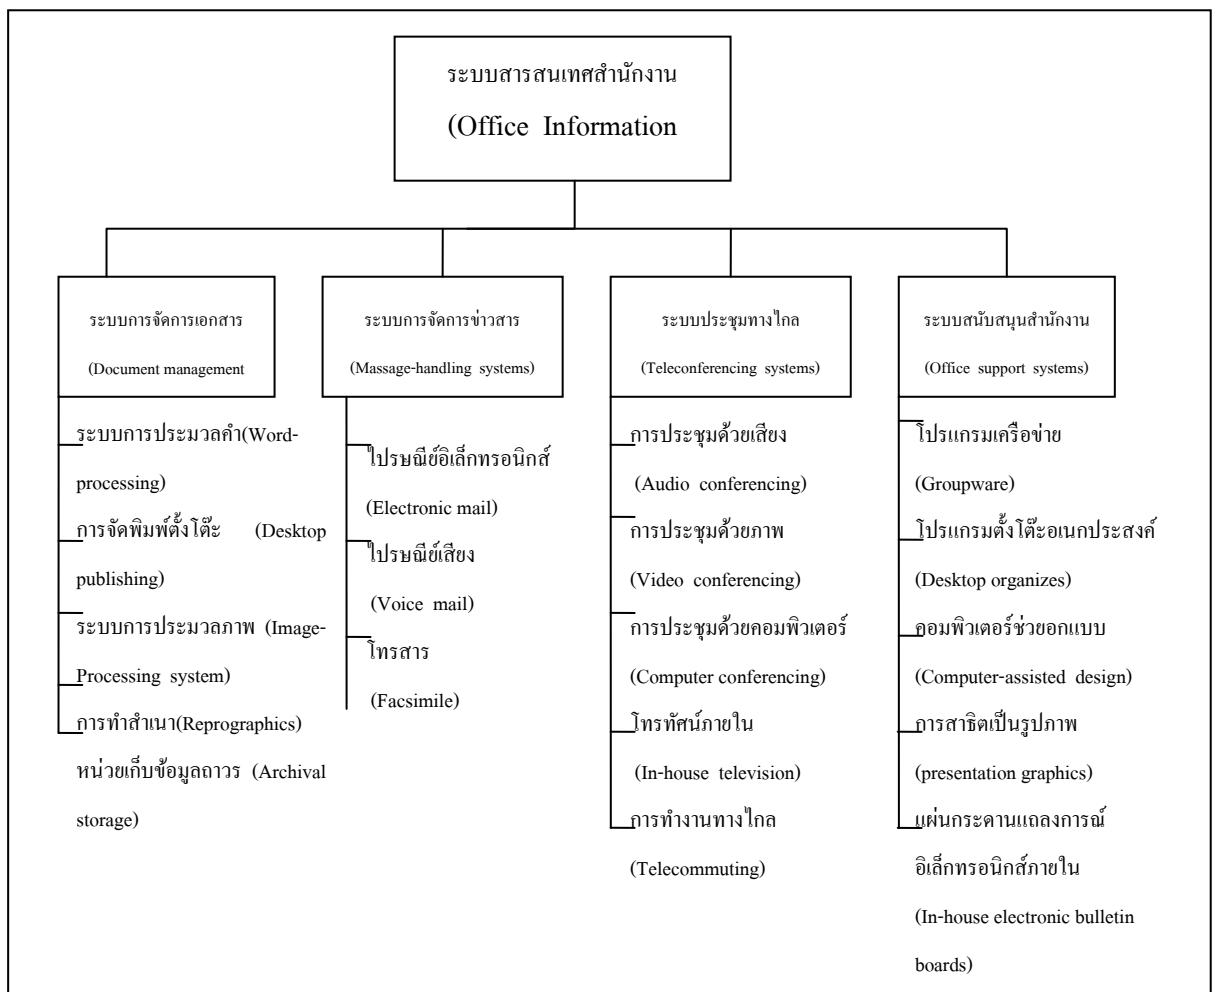 ระบบสารสนเทศสำนักงาน
(Office Information
ระบบการจัดการเอกสาร
(Document management
ระบบการประมวลคำ(Word-
processing)
การจัดพิมพ์ตั้งโต๊ะ (Desktop
publishing)
ระบบการประมวลภาพ (Image-
Processing system)
การทำสำเนา(Reprographics)
หน่วยเก็บข้อมูลถาวร (Archival
storage)
ระบบการจัดการข่าวสาร
(Massage-handling systems)
ไปรษณีย์อิเล็กทรอนิกส์
(Electronic mail)
ไปรษณีย์เสียง
(Voice mail)
โทรสาร
(Facsimile)
ระบบประชุมทางไกล
(Teleconferencing systems)
การประชุมด้วยเสียง
(Audio conferencing)
การประชุมด้วยภาพ
(Video conferencing)
การประชุมด้วยคอมพิวเตอร์
(Computer conferencing)
โทรทัศน์ภายใน
(In-house television)
การทำงานทางไกล
(Telecommuting)
ระบบสนับสนุนสำนักงาน
(Office support systems)
โปรแกรมเครือข่าย
(Groupware)
โปรแกรมตั้งโต๊ะอเนกประสงค์
(Desktop organizes)
คอมพิวเตอร์ช่วยอกแบบ
(Computer-assisted design)
การสาธิตเป็นรูปภาพ
(presentation graphics)
แผ่นกระดานแถลงการณ์
อิเล็กทรอนิกส์ภายใน
(In-house electronic bulletin
boards)